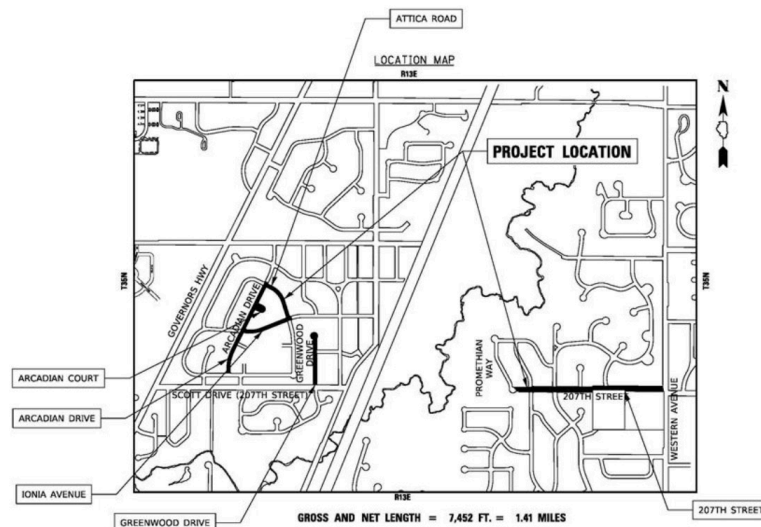 ATTICA ROAD
LOCATION MAP
R13E
N
PROJECT LOCATION
T35N
T35N
GOVERNORS HWY
ARCADIAN DRIVE
GREENWOOD
DRIVE
PROMETHIAN
WAY
ARCADIAN COURT
SCOTT DRIVE (207TH STREET)
207TH STREET
WESTERN AVENUE
ARCADIAN DRIVE
IONIA AVENUE
R13E
207TH STREET
GREENWOOD DRIVE
GROSS AND NET LENGTH = 7,452 FT. = 1.41 MILES